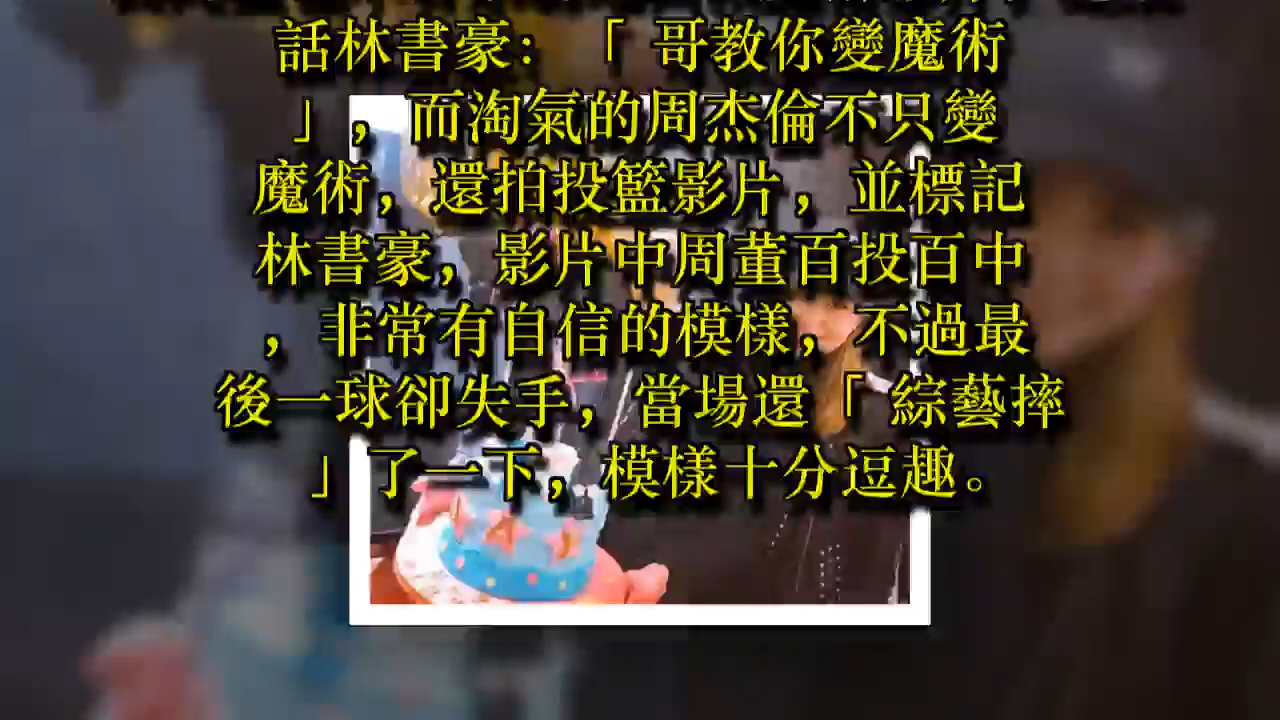 話林書豪：「 哥教你變魔術
」，而淘氣的周杰倫不只變
魔術，還拍投籃影片，並標記
林書豪，影片中周董百投百中
，非常有自信的模樣，不過最
後一球卻失手，當場還「 綜藝摔
」了一下，模樣十分逗趣。